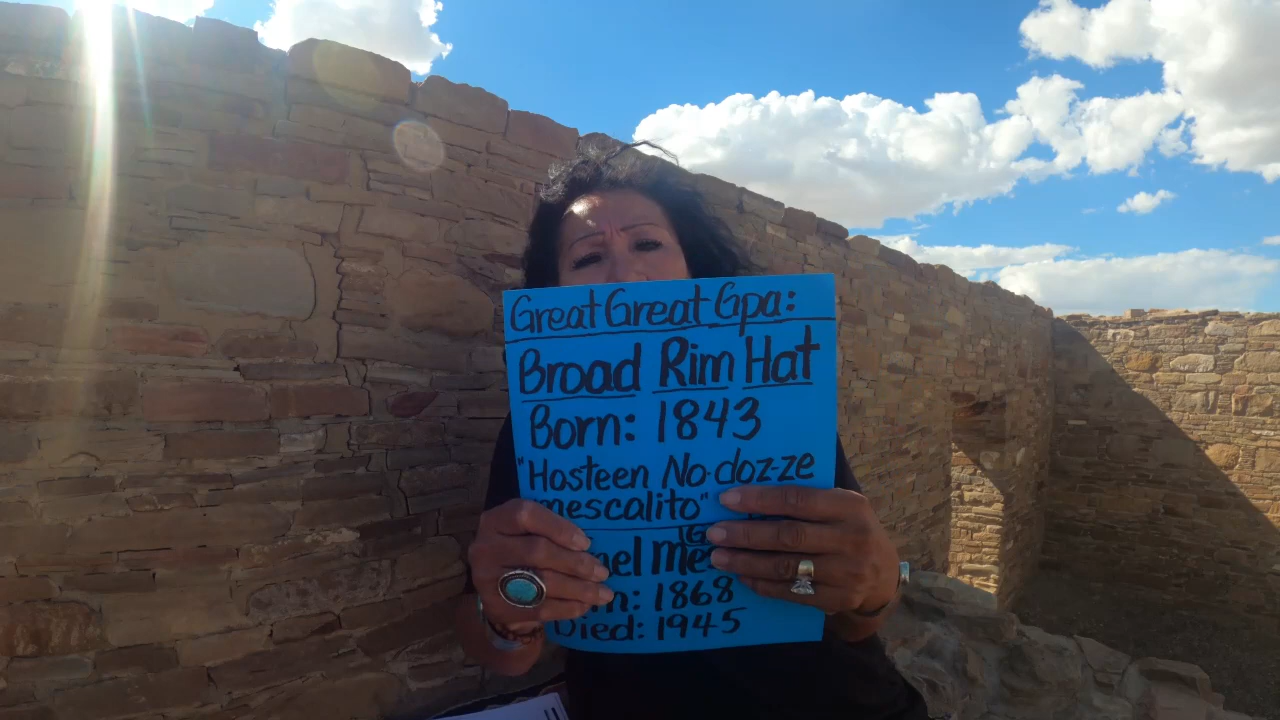 Great Great Gpa:
Broad Rim Hat
Born: 1843
"Hosteen No-doz-ze
mescalito"
1868
Died: 1945